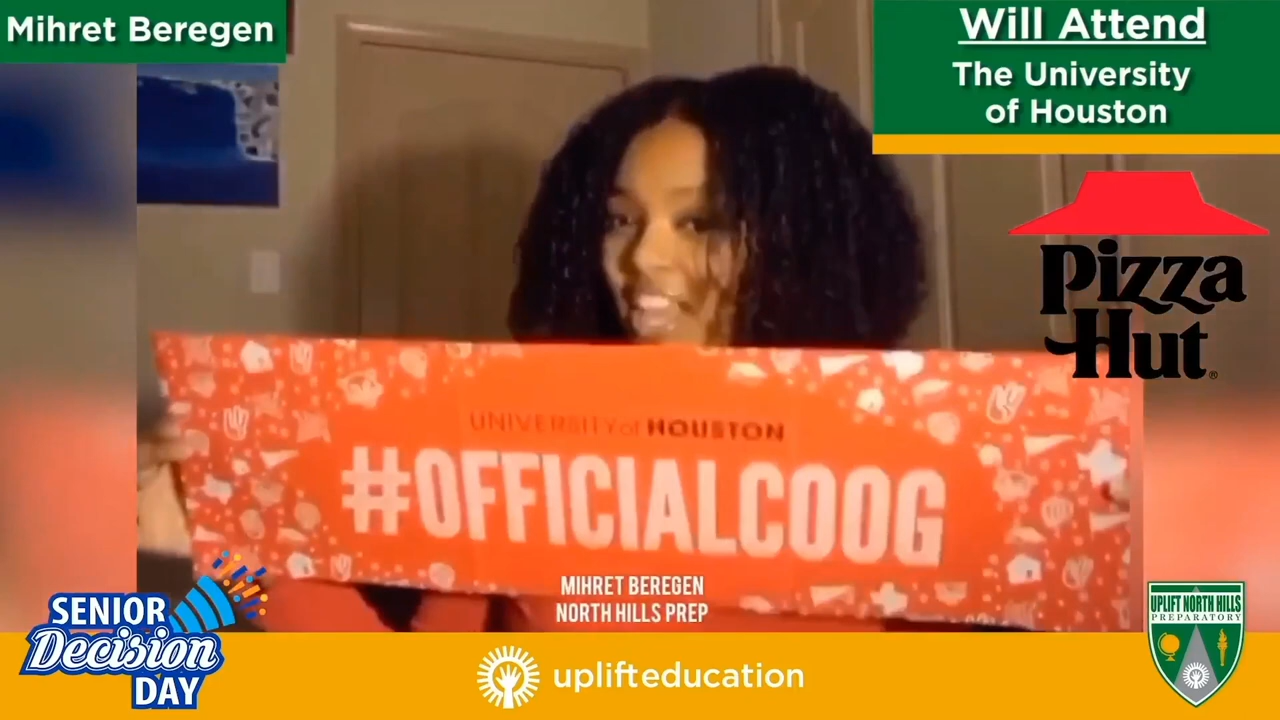 Mihret Beregen
Will Attend
The University
of Houston
Pizza
Hut
UNIVERSITY of HOUSTON
#OFFICIALCOOG
MIHRET BEREGEN
NORTH HILLS PREP
SENIOR
Decision
DAY
uplifteducation
UPLIFT NORTH HILLS
PREPARATORY